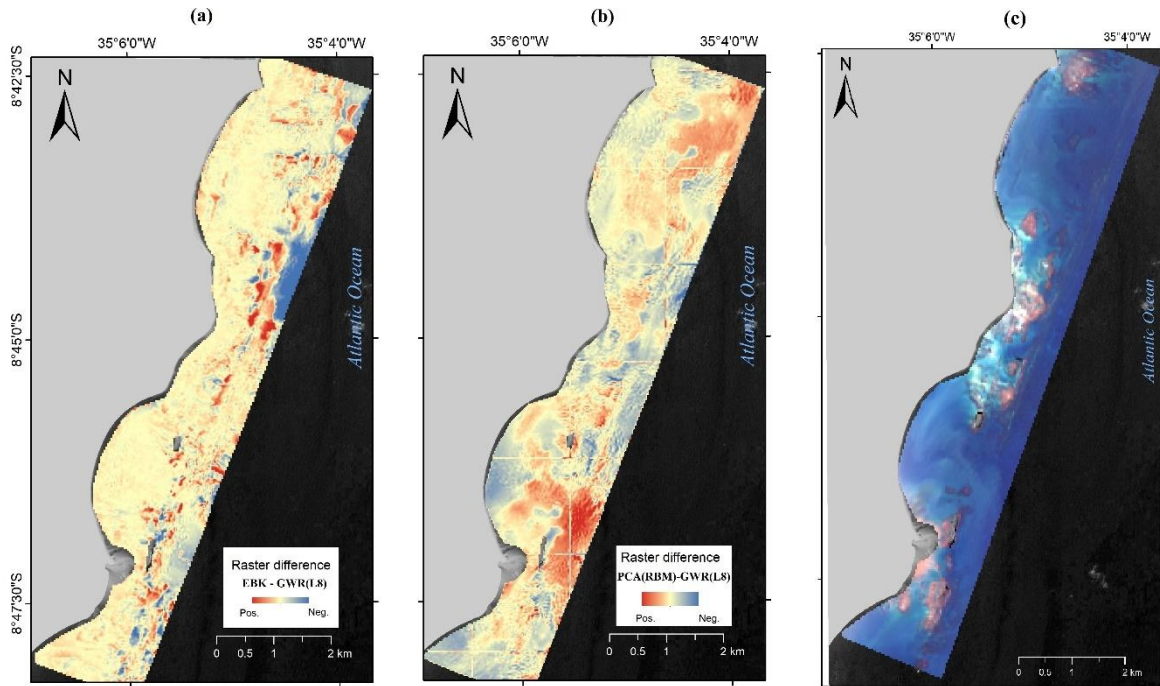 (a)
35°6'0"W
35°4'0"W
8°42'30"S
8°45'0"S
8°47'30"S
N
Atlantic Ocean
Raster difference
EBK - GWR(L8)
Pos.
Neg.
0 0.5 1 2 km
(b)
35°6'0"W
35°4'0"W
N
Atlantic Ocean
Raster difference
PCA(RBM)-GWR(L8)
Pos.
Neg.
0 0.5 1 2 km
(c)
35°6'0"W
35°4'0"W
N
Atlantic Ocean
0 0.5 1 2 km